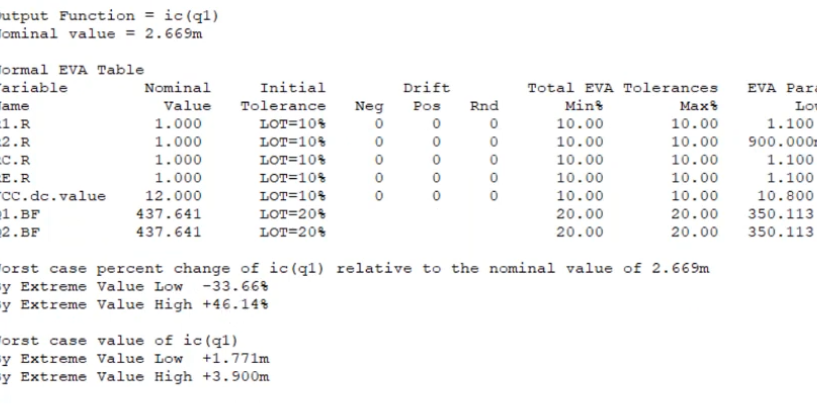 utput Function = ic(q1)
ominal value = 2.669m
ormal EVA Table
ariable Nominal Initial Drift Total EVA Tolerances EVA Para
ame Value Tolerance Neg Pos Rnd Min% Max% Low
1.R 1.000 LOT=10% 0 0 0 10.00 10.00 1.100
2.R 1.000 LOT=10% 0 0 0 10.00 10.00 900.000m
C.R 1.000 LOT=10% 0 0 0 10.00 10.00 1.100
E.R 1.000 LOT=10% 0 0 0 10.00 10.00 1.100
CC.dc.value 12.000 LOT=10% 0 0 0 10.00 10.00 10.800
1.BF 437.641 LOT=20% 20.00 20.00 350.113
2.BF 437.641 LOT=20% 20.00 20.00 350.113
orst case percent change of ic(q1) relative to the nominal value of 2.669m
y Extreme Value Low -33.66%
y Extreme Value High +46.14%
orst case value of ic(q1)
y Extreme Value Low +1.771m
y Extreme Value High +3.900m